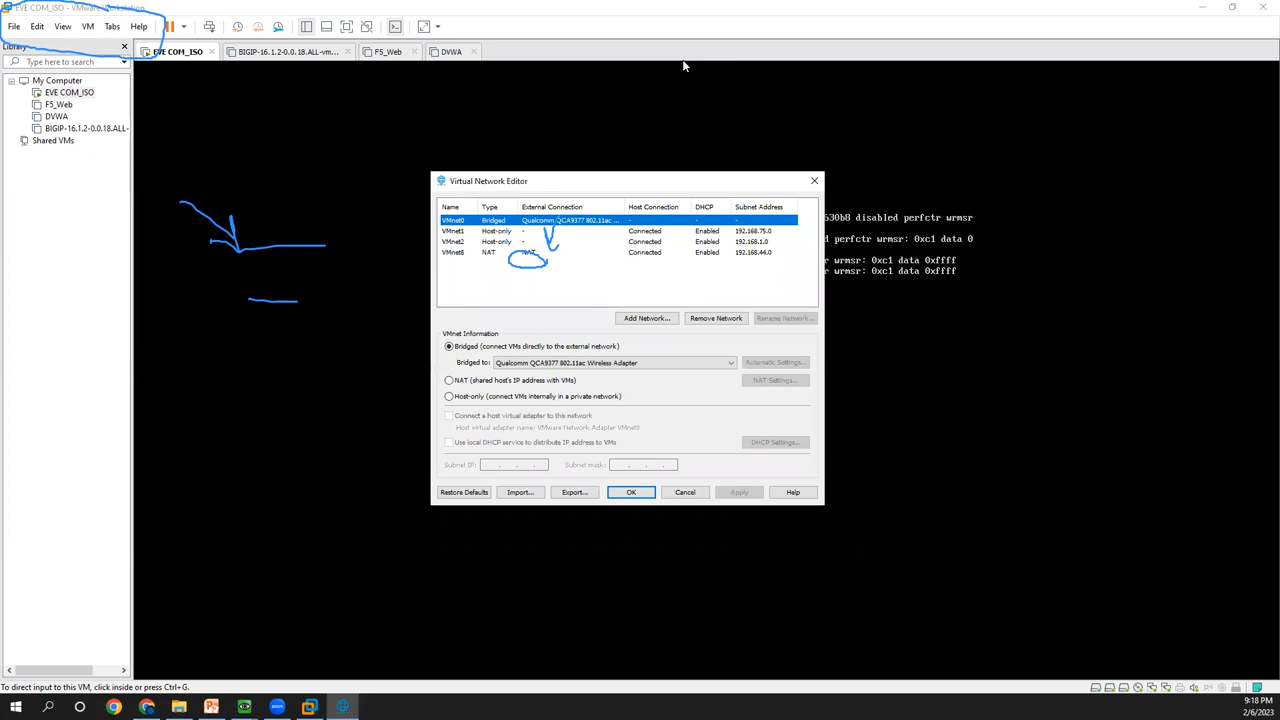 EVE COM_ISO - VMware Workstation
File Edit View VM Tabs Help
Library
Type here to search
My Computer
EVE COM_ISO
F5_Web
DVWA
BIGIP-16.1.2-0.0.18.ALL-
Shared VMs
EVE COM_ISO BIGIP-16.1.2-0.0.18.ALL-vm... F5_Web DVWA
630b8 disabled perfctr wrmsr
d perfctr wrmsr: 0xc1 data 0
r wrmsr: 0xc1 data 0xffff
r wrmsr: 0xc1 data 0xffff
Virtual Network Editor
Name Type External Connection Host Connection DHCP Subnet Address
VMnet0 Bridged Qualcomm QCA9377 802.11ac ... - - -
VMnet1 Host-only - Connected Enabled 192.168.75.0
VMnet2 Host-only - Connected Enabled 192.168.1.0
VMnet8 NAT NAT Connected Enabled 192.168.44.0
Add Network... Remove Network Rename Network...
VMnet Information
Bridged (connect VMs directly to the external network)
Bridged to: Qualcomm QCA9377 802.11ac Wireless Adapter Automatic Settings...
NAT (shared host's IP address with VMs) NAT Settings...
Host-only (connect VMs internally in a private network)
Connect a host virtual adapter to this network
Host virtual adapter name: VMware Network Adapter VMnet0
Use local DHCP service to distribute IP address to VMs DHCP Settings...
Subnet IP: . . . Subnet mask: . . .
Restore Defaults Import... Export... OK Cancel Apply Help
To direct input to this VM, click inside or press Ctrl+G.
9:18 PM
2/6/2023